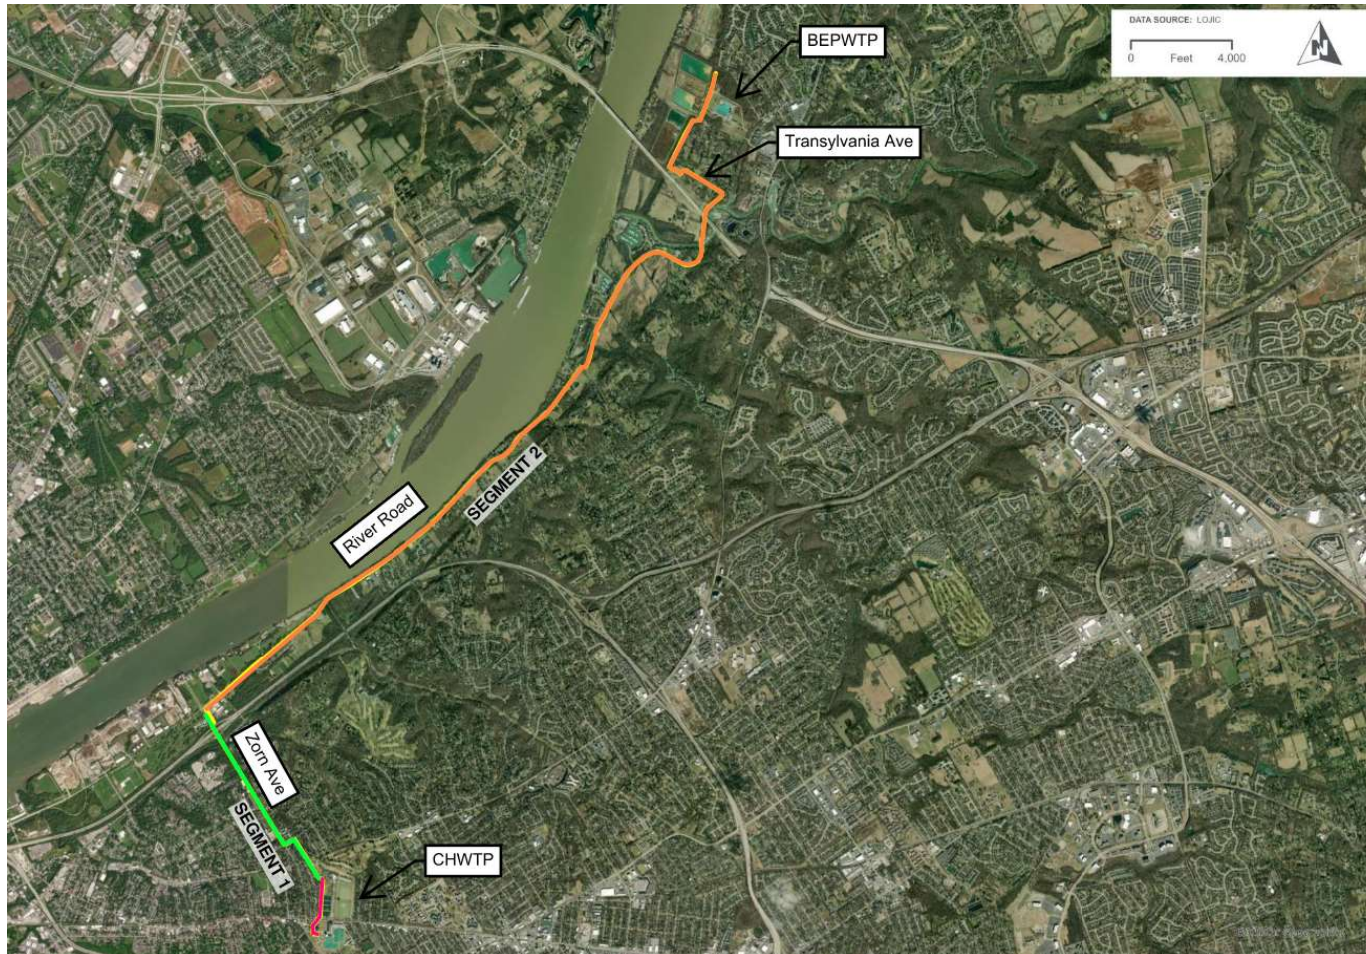 DATA SOURCE: LOJIC
0 Feet 4,000
N
BEPWTP
Transylvania Ave
SEGMENT 2
River Road
Zorn Ave
SEGMENT 1
CHWTP